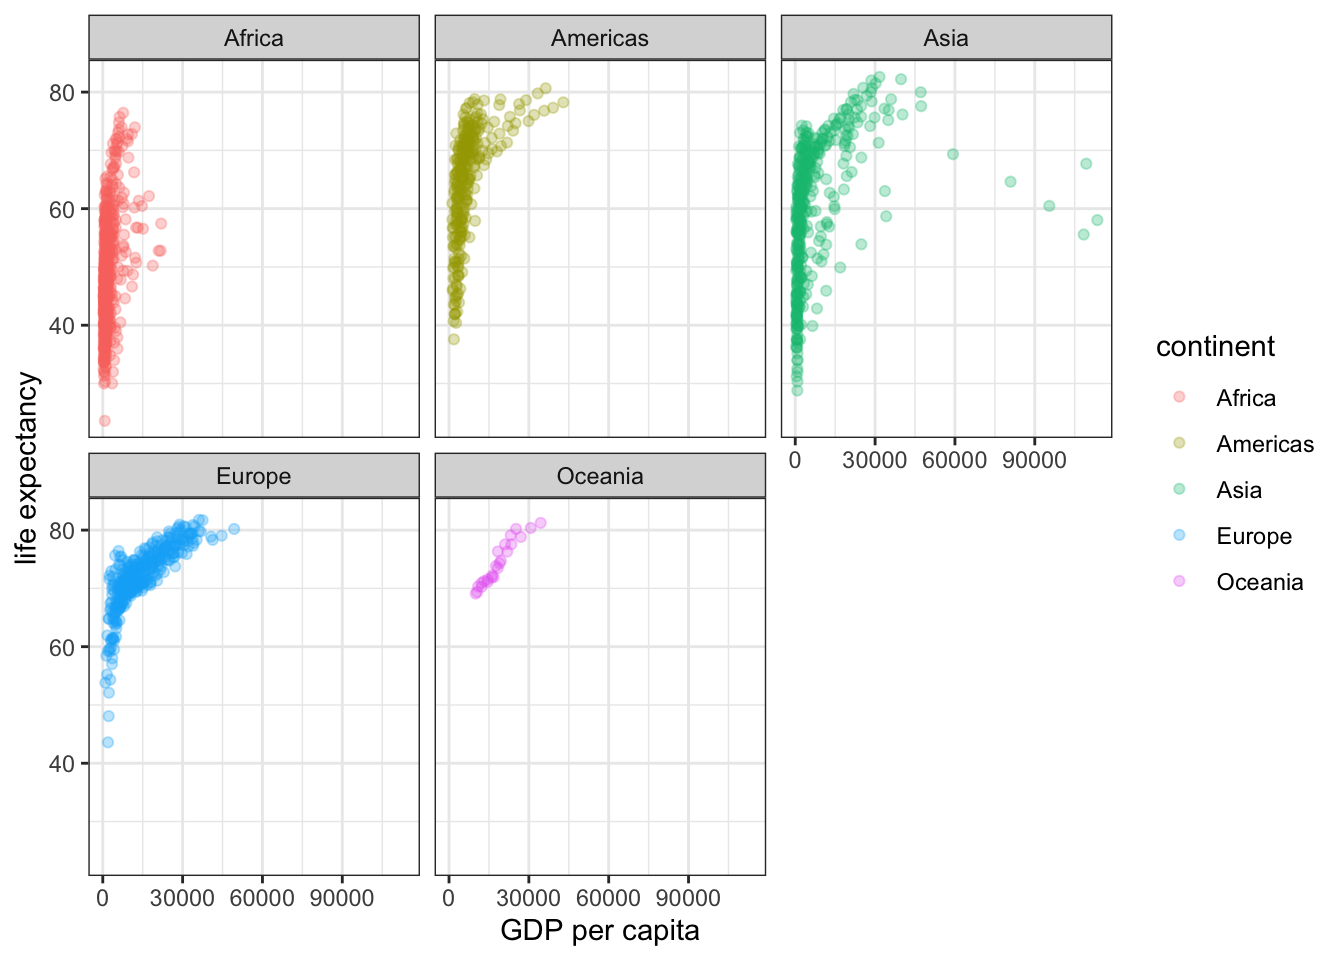 Africa
Americas
Asia
80
60
40
0 30000 60000 90000
Europe
Oceania
80
60
40
0 30000 60000 90000
0 30000 60000 90000
life expectancy
GDP per capita
continent
Africa
Americas
Asia
Europe
Oceania